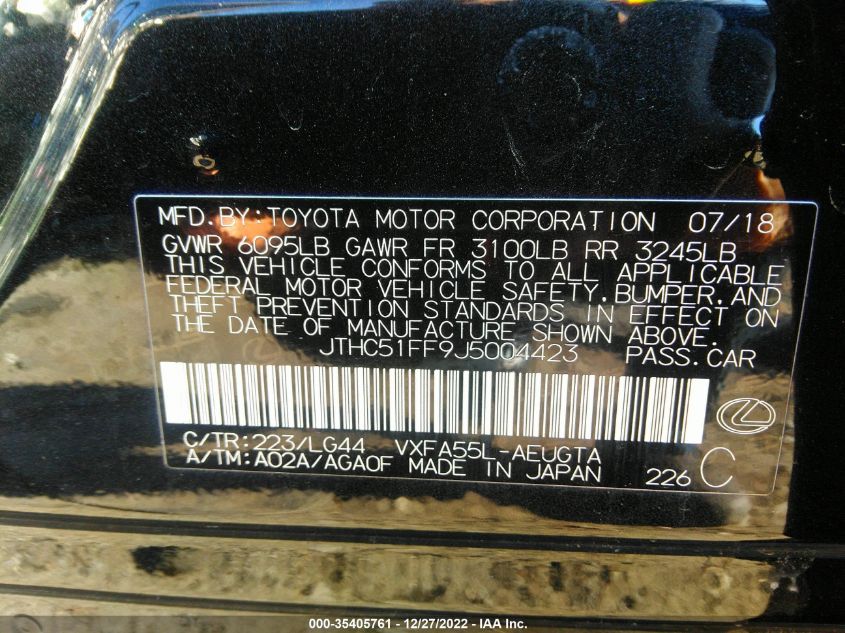 MFD.BY:TOYOTA MOTOR CORPORATION 07/18
GVWR 6095LB GAWR FR 3100LB RR 3245LB
THIS VEHICLE CONFORMS TO ALL APPLICABLE
FEDERAL MOTOR VEHICLE SAFETY,BUMPER,AND
THEFT PREVENTION STANDARDS IN EFFECT ON
THE DATE OF MANUFACTURE SHOWN ABOVE.
JTHC51FF9J5004423 PASS.CAR
C/TR:223/LG44 VXFA55L-AEUGTA
A/TM:A02A/AGA0F MADE IN JAPAN 226 C
000-35405761 - 12/27/2022 - IAA Inc.